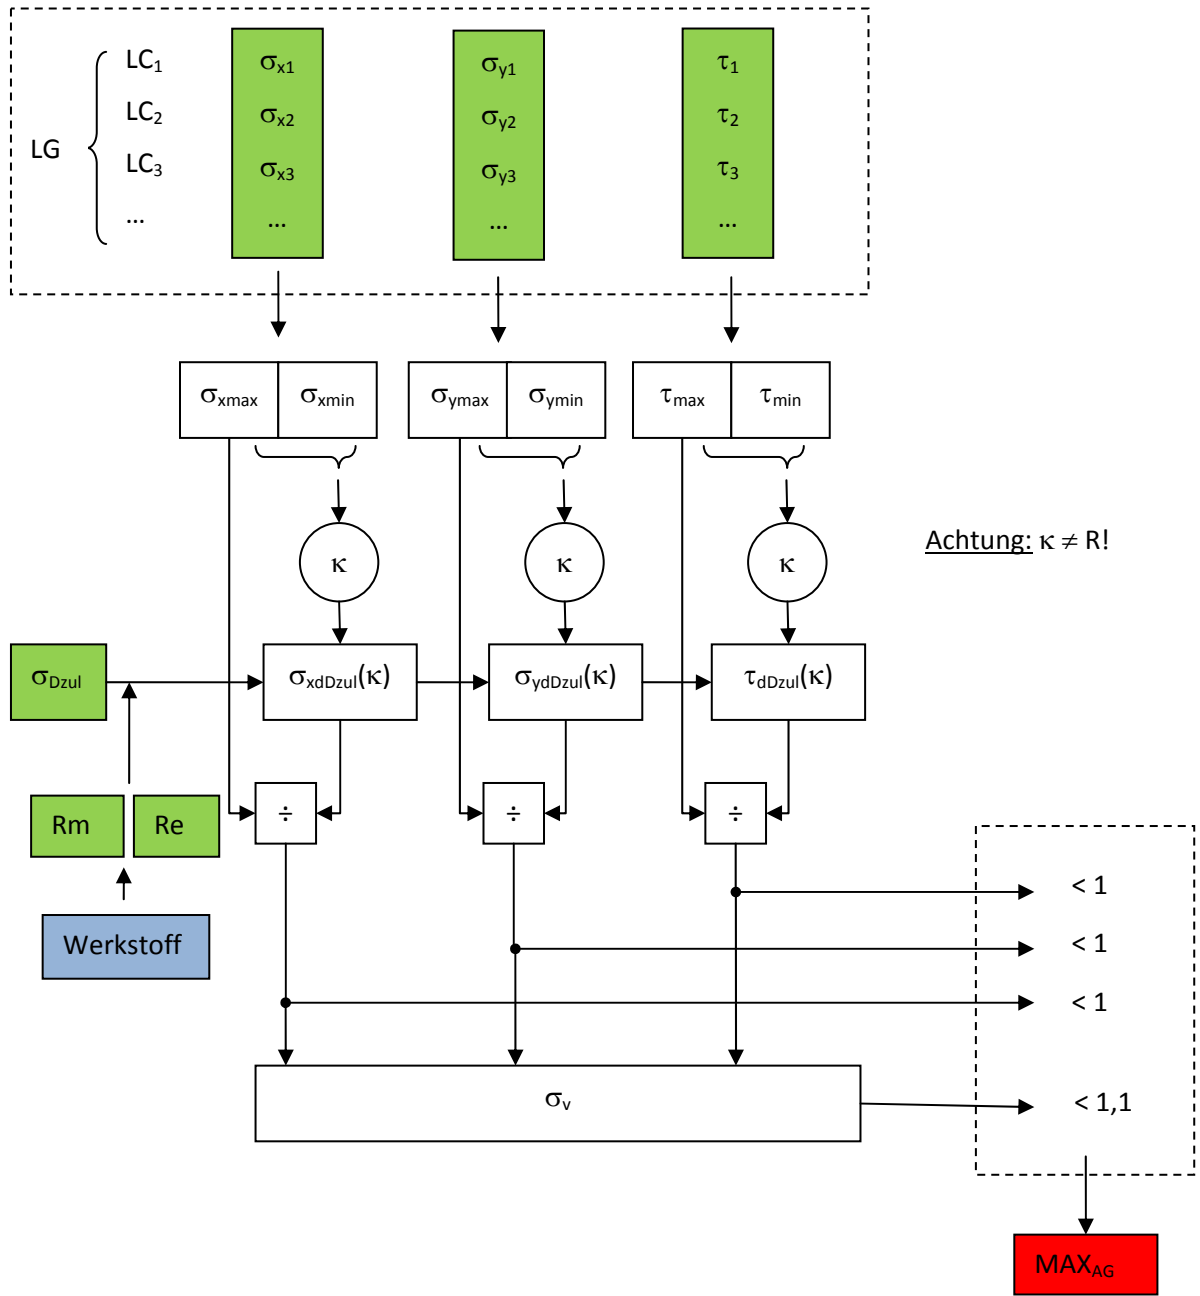 LC₁ σx1 σy1 τ₁
LC₂ σx2 σy2 τ₂
LG
LC₃ σx3 σy3 τ₃
... ... ... ...
σxmax σxmin σymax σymin τmax τmin
κ κ κ
Achtung: κ ≠ R!
σDzul σxdDzul(κ) σydDzul(κ) τdDzul(κ)
Rm Re ÷ ÷ ÷
< 1
Werkstoff < 1
< 1
σv < 1,1
MAXAG